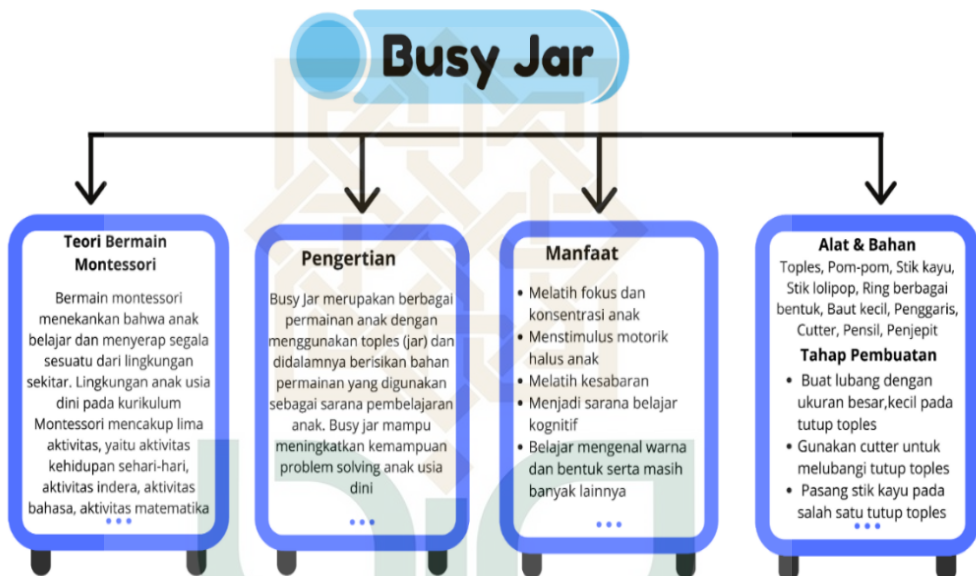 Busy Jar
Teori Bermain
Montessori
Bermain montessori
menekankan bahwa anak
belajar dan menyerap segala
sesuatu dari lingkungan
sekitar. Lingkungan anak usia
dini pada kurikulum
Montessori mencakup lima
aktivitas, yaitu aktivitas
kehidupan sehari-hari,
aktivitas indera, aktivitas
bahasa, aktivitas matematika
Pengertian
Busy Jar merupakan berbagai
permainan anak dengan
menggunakan toples (jar) dan
didalamnya berisikan bahan
permainan yang digunakan
sebagai sarana pembelajaran
anak. Busy jar mampu
meningkatkan kemampuan
problem solving anak usia
dini
Manfaat
• Melatih fokus dan
konsentrasi anak
• Menstimulus motorik
halus anak
• Melatih kesabaran
• Menjadi sarana belajar
kognitif
• Belajar mengenal warna
dan bentuk serta masih
banyak lainnya
Alat & Bahan
Toples, Pom-pom, Stik kayu,
Stik lolipop, Ring berbagai
bentuk, Baut kecil, Penggaris,
Cutter, Pensil, Penjepit
Tahap Pembuatan
• Buat lubang dengan
ukuran besar,kecil pada
tutup toples
• Gunakan cutter untuk
melubangi tutup toples
• Pasang stik kayu pada
salah satu tutup toples